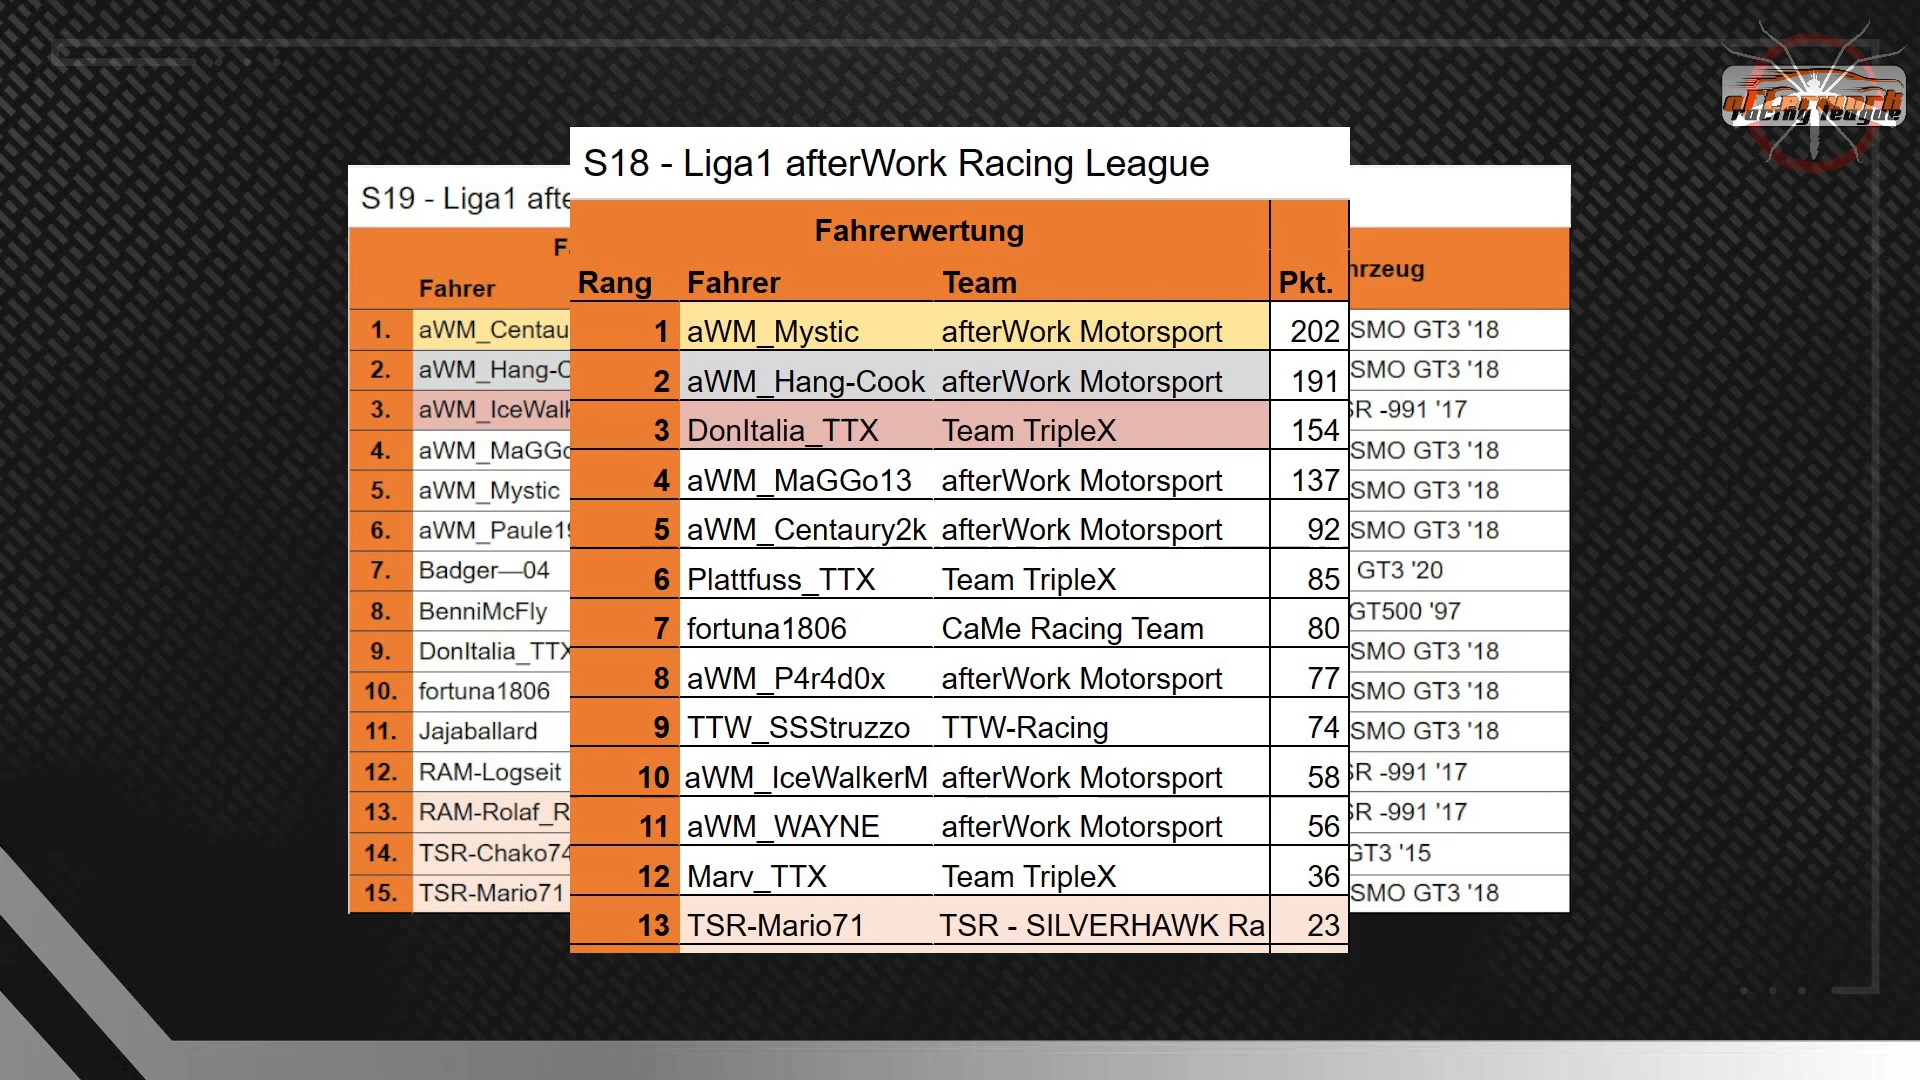 afterwork
racing league
S18 - Liga1 afterWork Racing League
Fahrerwertung
Rang Fahrer Team Pkt.
1 aWM_Mystic afterWork Motorsport 202
2 aWM_Hang-Cook afterWork Motorsport 191
3 DonItalia_TTX Team TripleX 154
4 aWM_MaGGo13 afterWork Motorsport 137
5 aWM_Centaury2k afterWork Motorsport 92
6 Plattfuss_TTX Team TripleX 85
7 fortuna1806 CaMe Racing Team 80
8 aWM_P4r4d0x afterWork Motorsport 77
9 TTW_SSStruzzo TTW-Racing 74
10 aWM_IceWalkerM afterWork Motorsport 58
11 aWM_WAYNE afterWork Motorsport 56
12 Marv_TTX Team TripleX 36
13 TSR-Mario71 TSR - SILVERHAWK Ra 23
S19 - Liga1 afte
Fahrer hrzeug
1. aWM_Centau SMO GT3 '18
2. aWM_Hang-C SMO GT3 '18
3. aWM_IceWalk SR -991 '17
4. aWM_MaGGo SMO GT3 '18
5. aWM_Mystic SMO GT3 '18
6. aWM_Paule19 SMO GT3 '18
7. Badger—04 GT3 '20
8. BenniMcFly GT500 '97
9. DonItalia_TTX SMO GT3 '18
10. fortuna1806 SMO GT3 '18
11. Jajaballard SMO GT3 '18
12. RAM-Logseit SR -991 '17
13. RAM-Rolaf_R SR -991 '17
14. TSR-Chako74 GT3 '15
15. TSR-Mario71 SMO GT3 '18